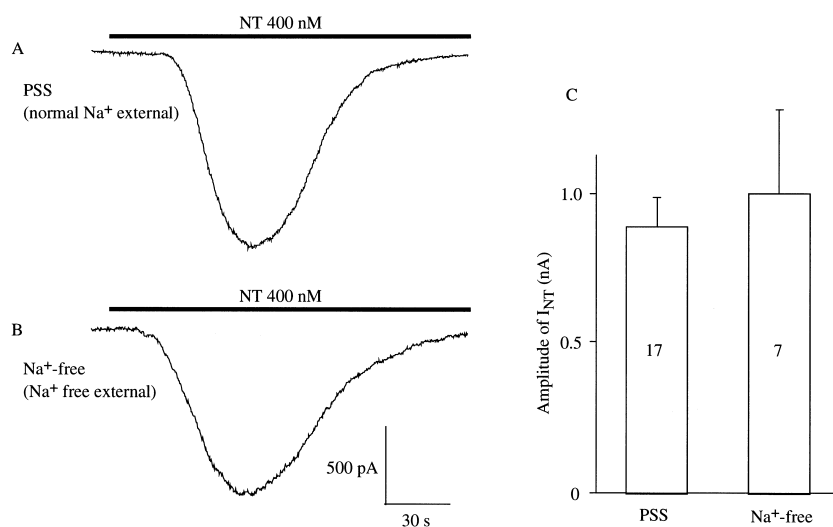 NT 400 nM
A
PSS
(normal Na+ external)
NT 400 nM
B
Na+-free
(Na+ free external)
500 pA
30 s
C
Amplitude of INT (nA)
1.0
0.5
0
17
7
PSS
Na+-free